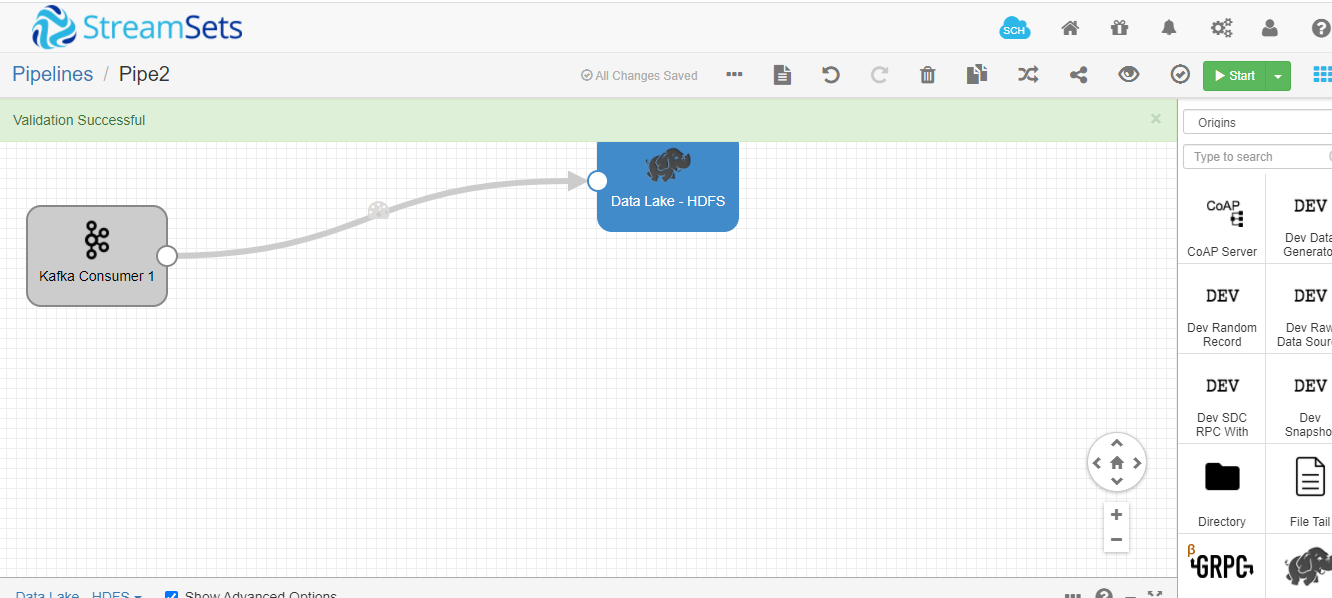 StreamSets
SCH
Pipelines / Pipe2
All Changes Saved
Start
Validation Successful
×
Origins
Type to search
Data Lake - HDFS
Kafka Consumer 1
CoAP
CoAP Server
DEV
Dev Data
Generato
DEV
Dev Random
Record
DEV
Dev Raw
Data Sour
DEV
Dev SDC
RPC With
DEV
Dev
Snapsho
Directory
File Tail
β
GRPC
Data Lake - HDFS
Show Advanced Options